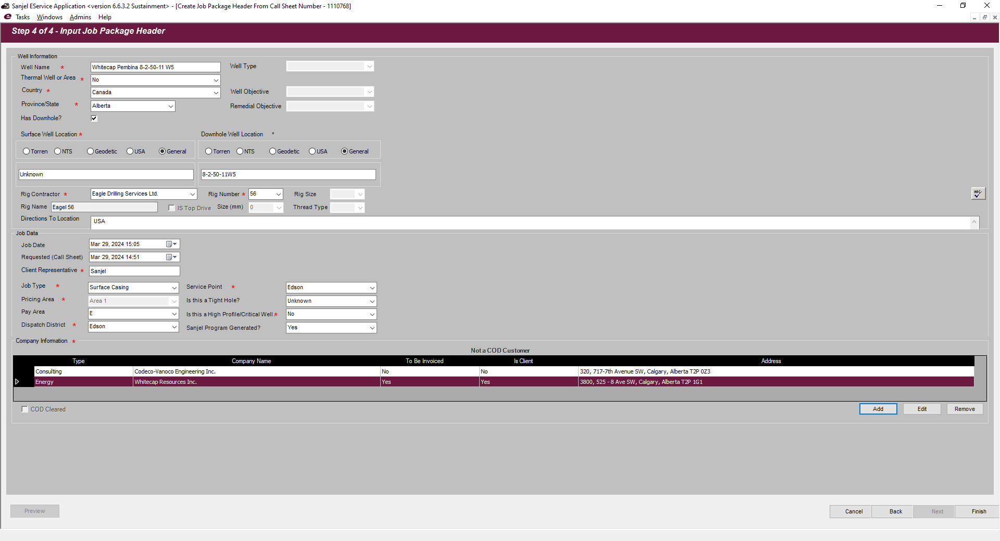 Sanjel EService Application <version 6.6.3.2 Sustainment> - [Create Job Package Header From Call Sheet Number - 1110768]
Tasks Windows Admins Help
Step 4 of 4 - Input Job Package Header
Well Information
Well Name * Whitecap Pembina 8-2-50-11 W5 Well Type
Thermal Well or Area * No
Country * Canada Well Objective
Province/State * Alberta Remedial Objective
Has Downhole?
Surface Well Location * Downhole Well Location *
Torren NTS Geodetic USA General Torren NTS Geodetic USA General
Unknown 8-2-50-11W5
Rig Contractor * Eagle Drilling Services Ltd. Rig Number * 56 Rig Size
ABC
Rig Name Eagel 56 IS Top Drive Size (mm) 0 Thread Type
Directions To Location USA
Job Data
Job Date Mar 29, 2024 15:05
Requested (Call Sheet) Mar 29, 2024 14:51
Client Representative * Sanjel
Job Type * Surface Casing Service Point * Edson
Pricing Area * Area 1 Is this a Tight Hole? Unknown
Pay Area E Is this a High Profile/Critical Well * No
Dispatch District * Edson Sanjel Program Generated? Yes
Company Information *
Not a COD Customer
Type Company Name To Be Invoiced Is Client Address
Consulting Codeco-Vanoco Engineering Inc. No No 320, 717-7th Avenue SW, Calgary, Alberta T2P 0Z3
Energy Whitecap Resources Inc. Yes Yes 3800, 525 - 8 Ave SW, Calgary, Alberta T2P 1G1
COD Cleared Add Edit Remove
Preview Cancel Back Next Finish